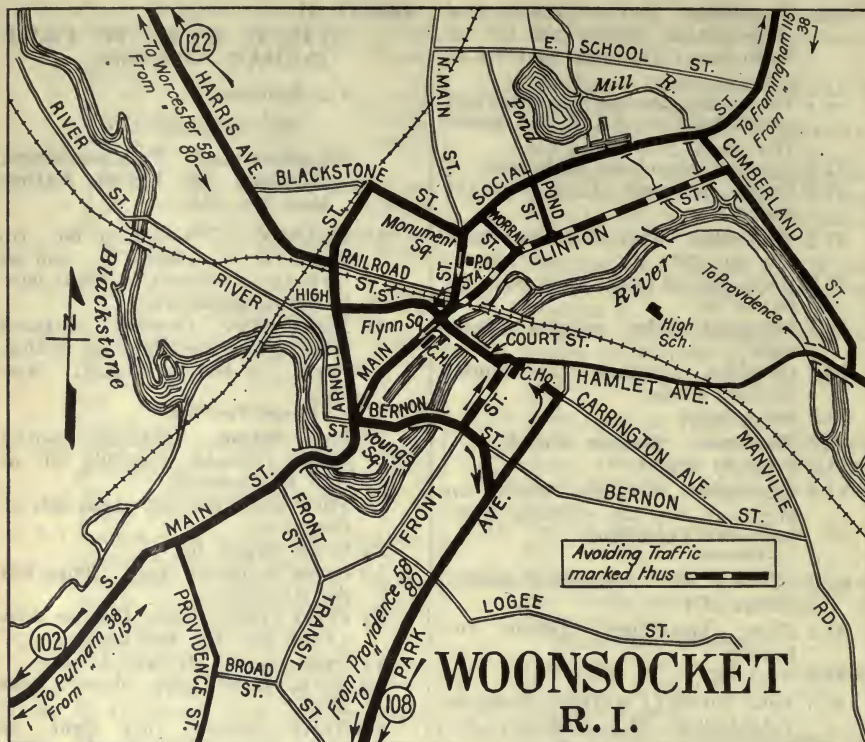 122
To Worcester 58
From " 80
HARRIS AVE.
RIVER
ST.
N. MAIN
ST.
E. SCHOOL ST.
Mill R.
Pond
To Framingham 115
From " 38
BLACKSTONE
ST.
SOCIAL
ST.
POND
ST.
CUMBERLAND
ST.
WORRALL
ST.
CLINTON
ST.
Monument
Sq.
P.O.
STA.
ST.
RAILROAD
ST.
Blackstone
River
N
RIVER
ST.
HIGH
ST.
Flynn Sq.
C.H.
COURT ST.
High
Sch.
To Providence
ARNOLD
ST.
MAIN
BERNON
ST.
C.Ho.
HAMLET AVE.
Youngs
Sq.
CARRINGTON AVE.
MANVILLE
RD.
BERNON
ST.
MAIN
ST.
S.
FRONT
ST.
FRONT
ST.
Avoiding Traffic
marked thus
TRANSIT
ST.
LOGEE
ST.
PROVIDENCE ST.
BROAD
ST.
102
To Putnam 38
From " 115
From Providence 58
To " 80
PARK
AVE.
108
WOONSOCKET
R. I.